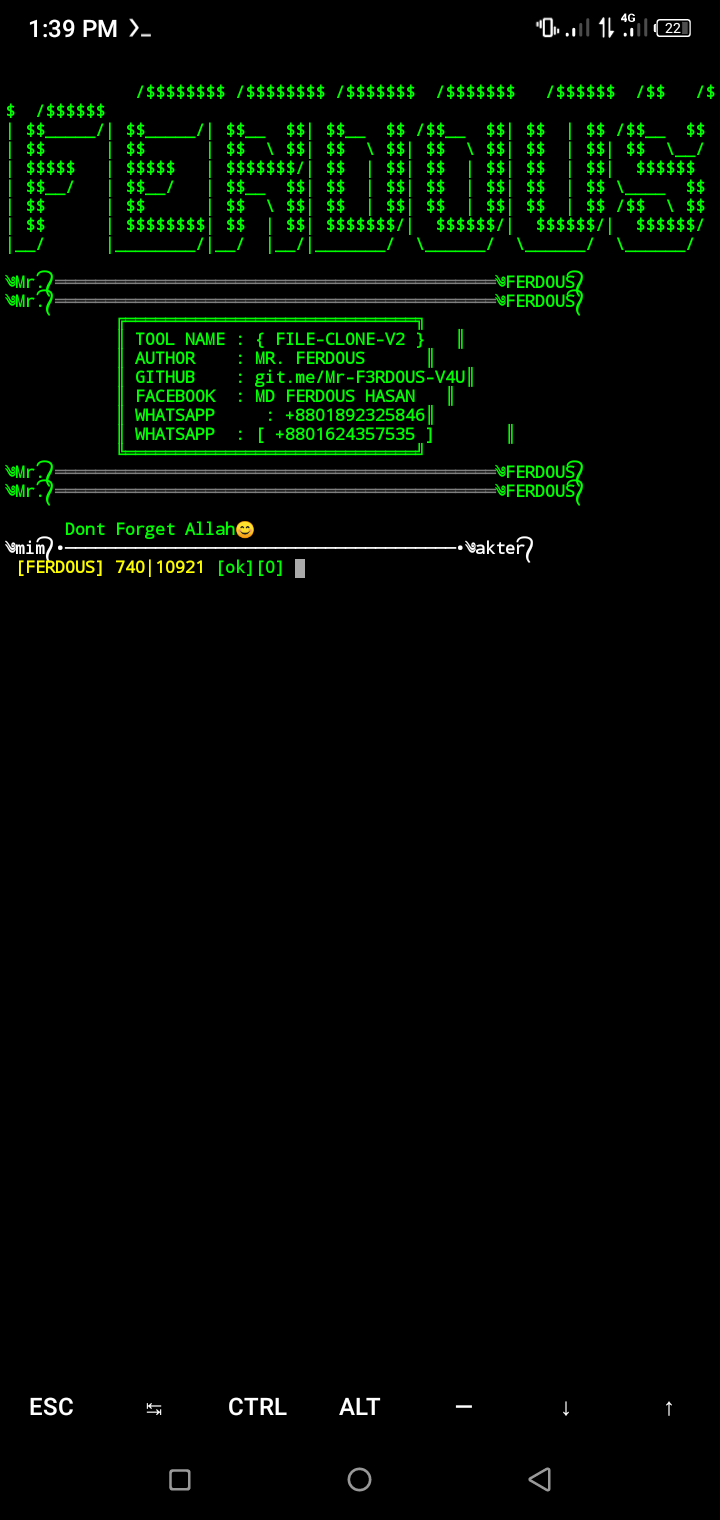 1:39 PM
4G
22
/$$$$$$$$ /$$$$$$$$ /$$$$$$$  /$$$$$$$   /$$$$$$  /$$   /$
$  /$$$$$$
| $$_____/| $$_____/| $$__  $$| $$__  $$ /$$__  $$| $$  | $$ /$$__  $$
| $$      | $$      | $$  \ $$| $$  \ $$| $$  \ $$| $$  | $$| $$  \__/
| $$$$$   | $$$$$   | $$$$$$$/| $$  | $$| $$  | $$| $$  | $$|  $$$$$$
| $$__/   | $$__/   | $$__  $$| $$  | $$| $$  | $$| $$  | $$ \____  $$
| $$      | $$      | $$  \ $$| $$  | $$| $$  | $$| $$  | $$ /$$  \ $$
| $$      | $$$$$$$$| $$  | $$| $$$$$$$/|  $$$$$$/|  $$$$$$/|  $$$$$$/
|__/      |________/|__/  |__/|_______/  \______/  \______/  \______/
༄Mr.᭄════════════════════════════════════════════༄FERDOUS᭄
༄Mr.᭄════════════════════════════════════════════༄FERDOUS᭄
╔═════════════════════════════╗
║ TOOL NAME : { FILE-CLONE-V2 }   ║
║ AUTHOR    : MR. FERDOUS      ║
║ GITHUB    : git.me/Mr-F3RDOUS-V4U║
║ FACEBOOK  : MD FERDOUS HASAN   ║
║ WHATSAPP     : +8801892325846║
║ WHATSAPP  : [ +8801624357535 ]       ║
╚═════════════════════════════╝
༄Mr.᭄════════════════════════════════════════════༄FERDOUS᭄
༄Mr.᭄════════════════════════════════════════════༄FERDOUS᭄
Dont Forget Allah😊
༄mim᭄•━━━━━━━━━━━━━━━━━━━━━━━━━━━━━━━━━━━━━━━•༄akter᭄
[FERDOUS] 740|10921 [ok][0]
ESC ↹ CTRL ALT ― ↓ ↑